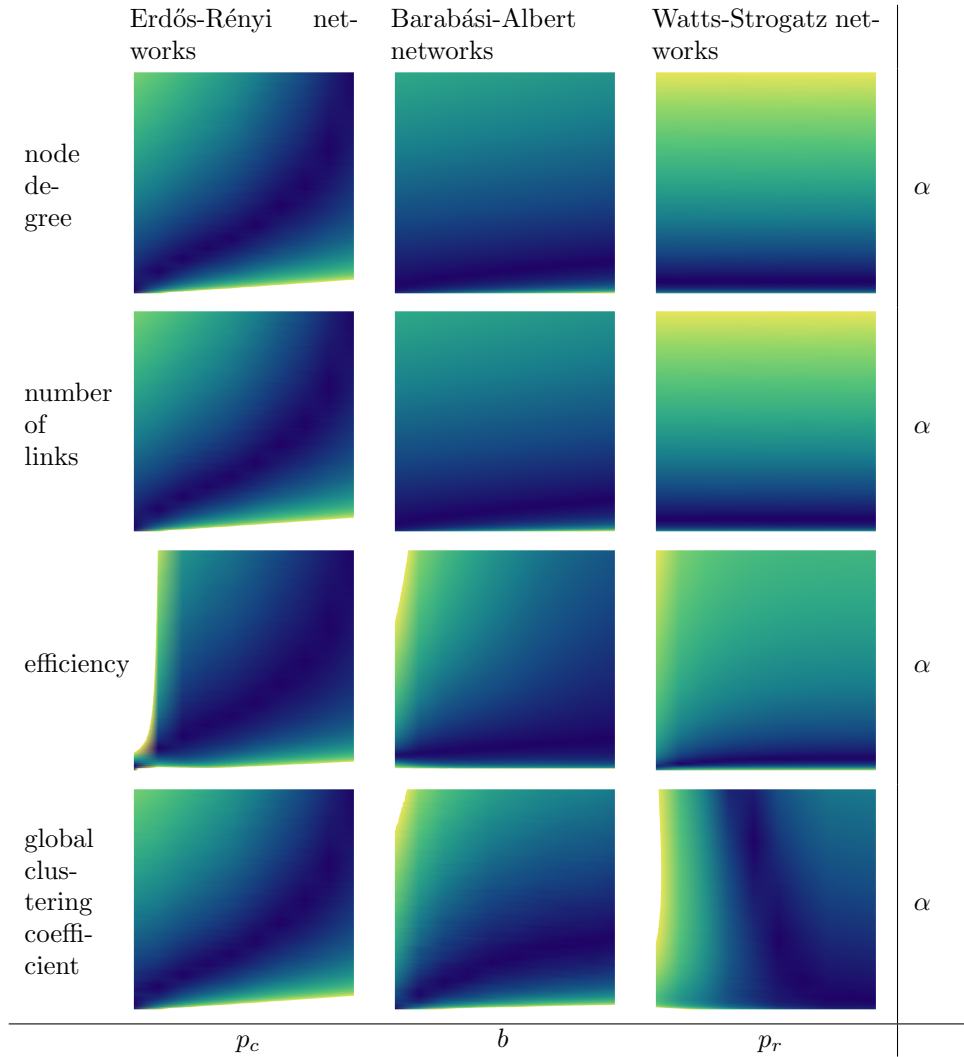 Erdős-Rényi net-
works
Barabási-Albert
networks
Watts-Strogatz net-
works
node
de-
gree
α
number
of
links
α
efficiency
α
global
clus-
tering
coeffi-
cient
α
p_c
b
p_r